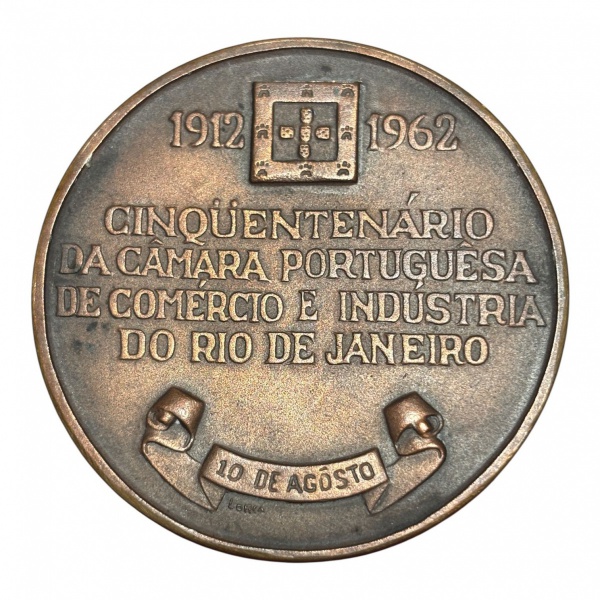 1912 1962
CINQÜENTENÁRIO
DA CÂMARA PORTUGUÊSA
DE COMÉRCIO E INDÚSTRIA
DO RIO DE JANEIRO
10 DE AGÔSTO